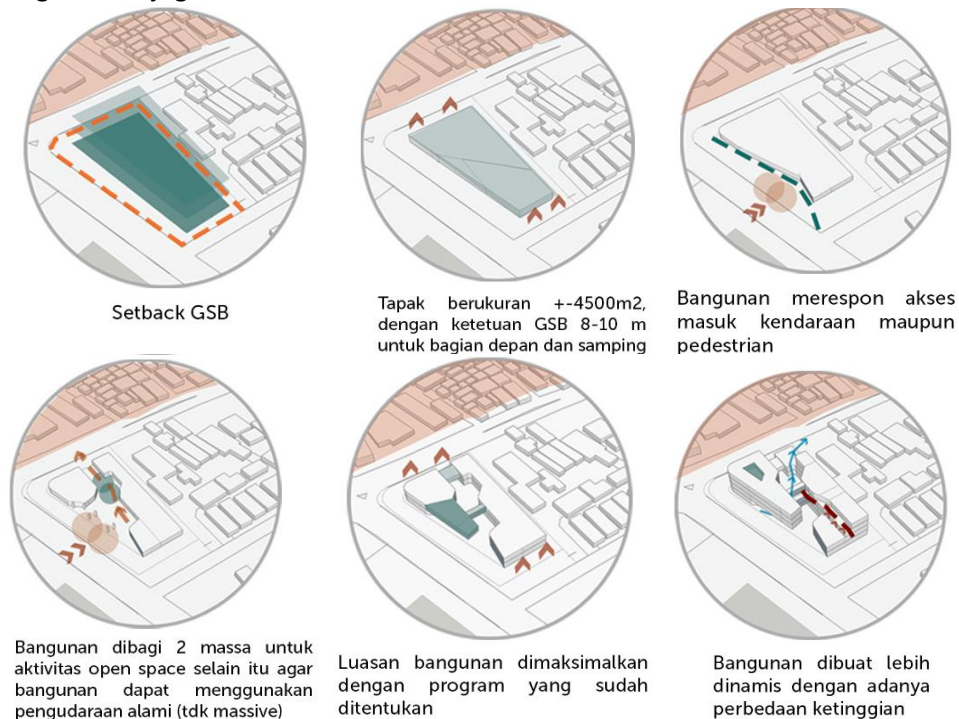 Setback GSB
Tapak berukuran +-4500m2,
dengan ketetuan GSB 8-10 m
untuk bagian depan dan samping
Bangunan merespon akses
masuk kendaraan maupun
pedestrian
Bangunan dibagi 2 massa untuk
aktivitas open space selain itu agar
bangunan dapat menggunakan
pengudaraan alami (tdk massive)
Luasan bangunan dimaksimalkan
dengan program yang sudah
ditentukan
Bangunan dibuat lebih
dinamis dengan adanya
perbedaan ketinggian